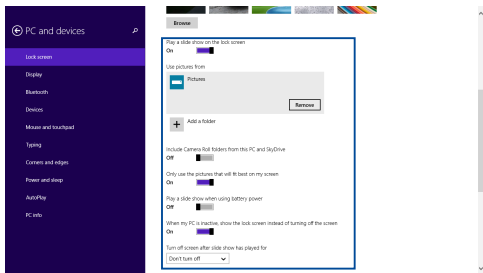 PC and devices
Lock screen
Display
Bluetooth
Devices
Mouse and touchpad
Typing
Corners and edges
Power and sleep
AutoPlay
PC info
Browse
Play a slide show on the lock screen
On
Use pictures from
Pictures
Remove
Add a folder
Include Camera Roll folders from this PC and SkyDrive
Off
Only use the pictures that will fit best on my screen
On
Play a slide show when using battery power
Off
When my PC is inactive, show the lock screen instead of turning off the screen
On
Turn off screen after slide show has played for
Don't turn off